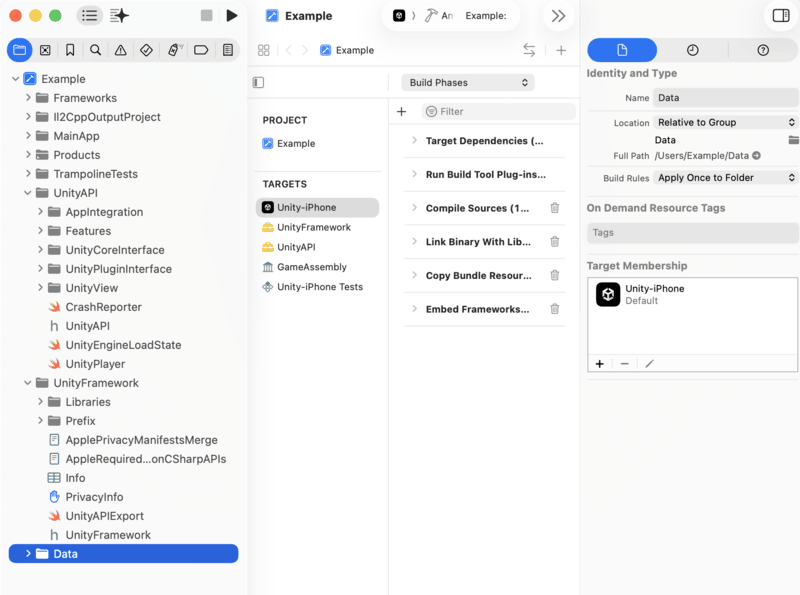 Example
An
Example:
Example
Frameworks
Il2CppOutputProject
MainApp
Products
TrampolineTests
UnityAPI
AppIntegration
Features
UnityCoreInterface
UnityPluginInterface
UnityView
CrashReporter
h UnityAPI
UnityEngineLoadState
UnityPlayer
UnityFramework
Libraries
Prefix
ApplePrivacyManifestsMerge
AppleRequired...onCSharpAPIs
Info
PrivacyInfo
UnityAPIExport
h UnityFramework
Data
Example
Build Phases
Filter
PROJECT
Example
TARGETS
Unity-iPhone
UnityFramework
UnityAPI
GameAssembly
Unity-iPhone Tests
Target Dependencies (...
Run Build Tool Plug-ins...
Compile Sources (1...
Link Binary With Lib...
Copy Bundle Resour...
Embed Frameworks...
Identity and Type
Name Data
Location Relative to Group
Data
Full Path /Users/Example/Data
Build Rules Apply Once to Folder
On Demand Resource Tags
Tags
Target Membership
Unity-iPhone
Default